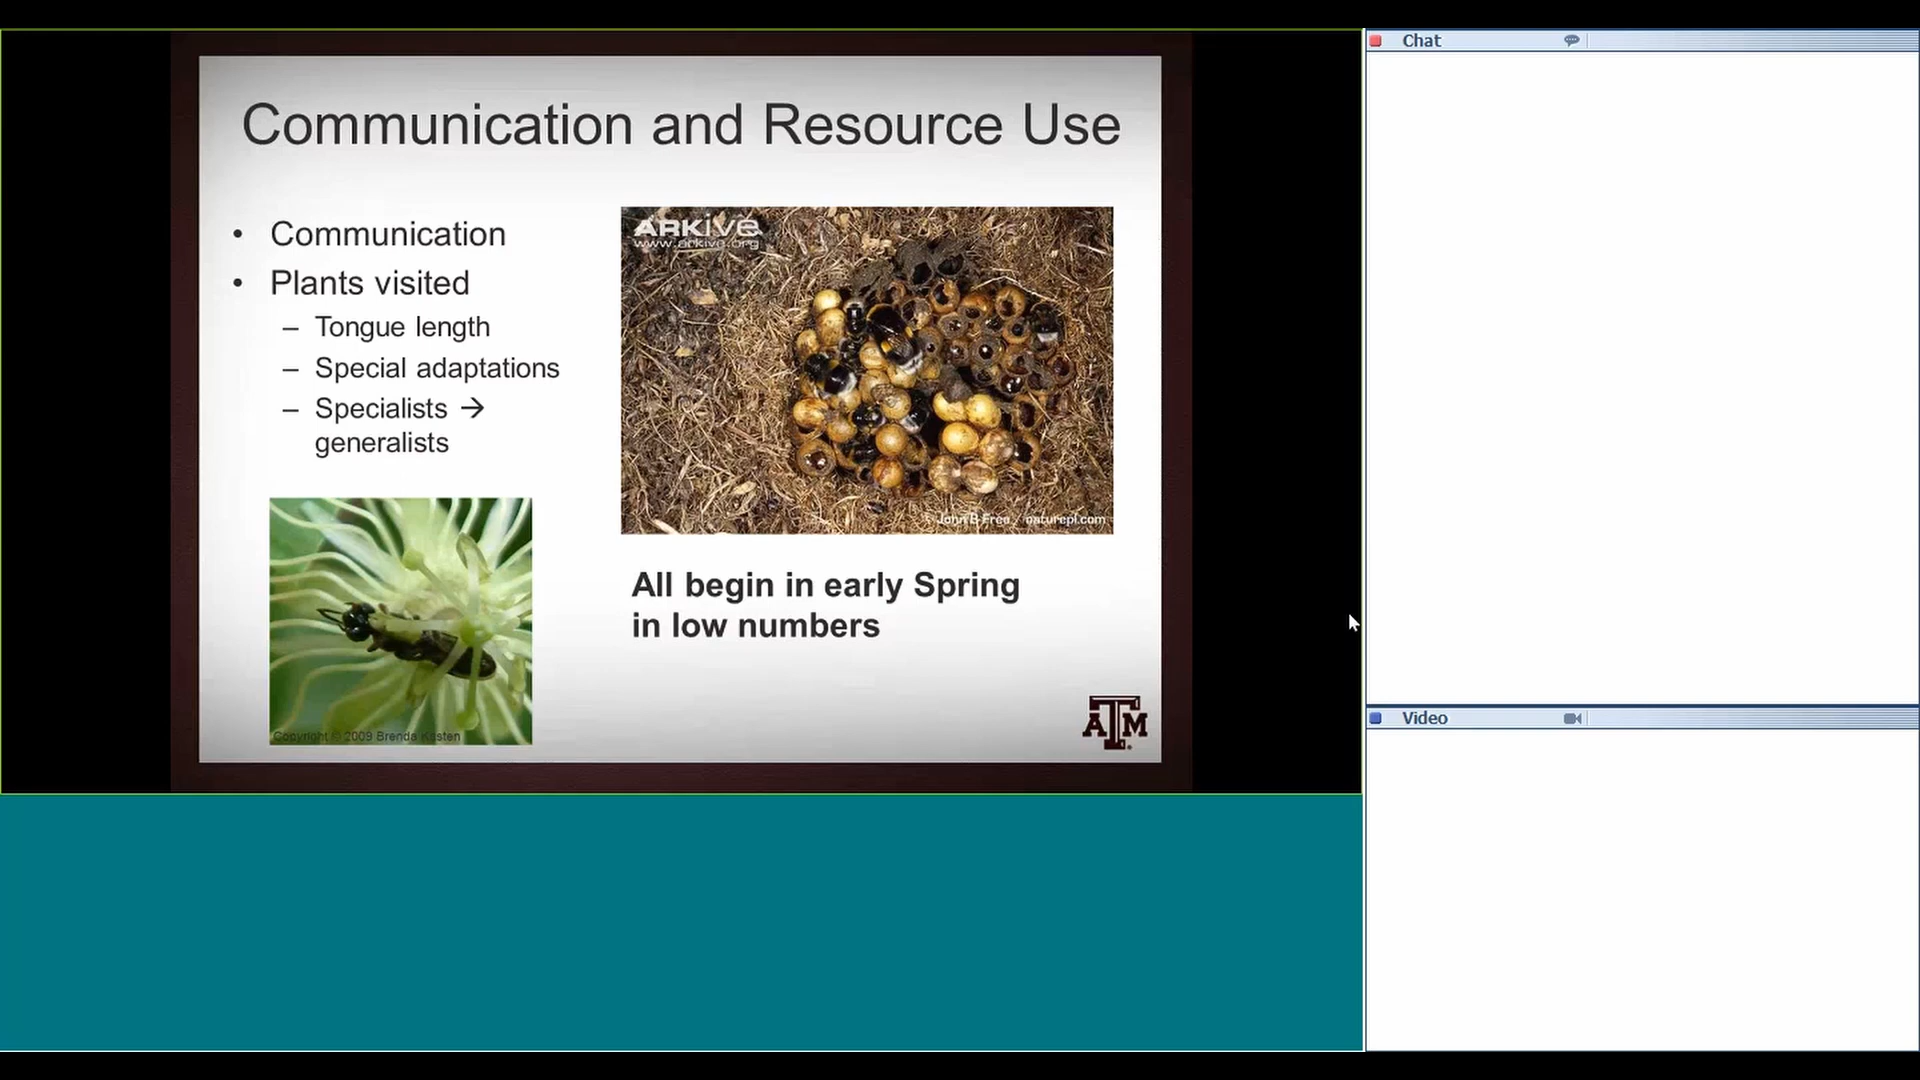 Communication and Resource Use
• Communication
• Plants visited
– Tongue length
– Special adaptations
– Specialists →
generalists
ARKive
www.arkive.org
© John B Free / naturepl.com
All begin in early Spring
in low numbers
Copyright © 2009 Brenda Kosten
ATM
Chat
Video